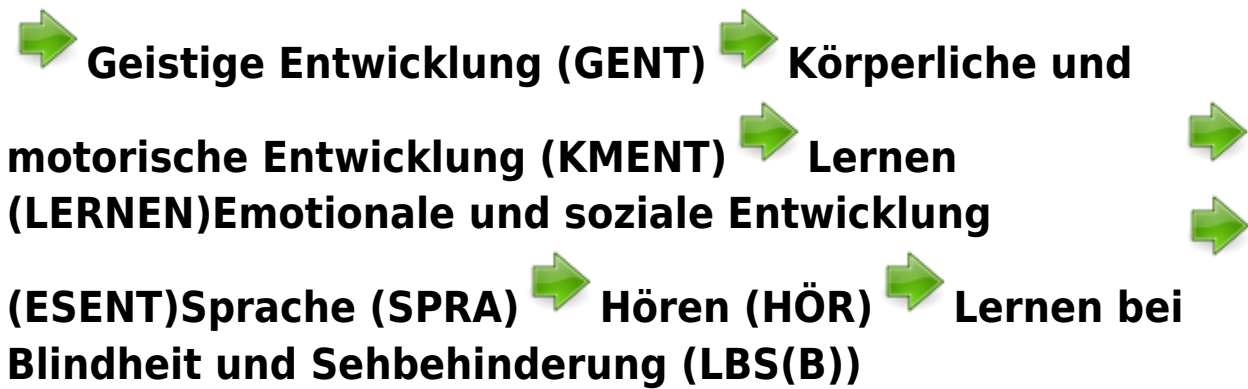 Geistige Entwicklung (GENT) Körperliche und
motorische Entwicklung (KMENT) Lernen
(LERNEN)Emotionale und soziale Entwicklung
(ESENT)Sprache (SPRA) Hören (HÖR) Lernen bei
Blindheit und Sehbehinderung (LBS(B))